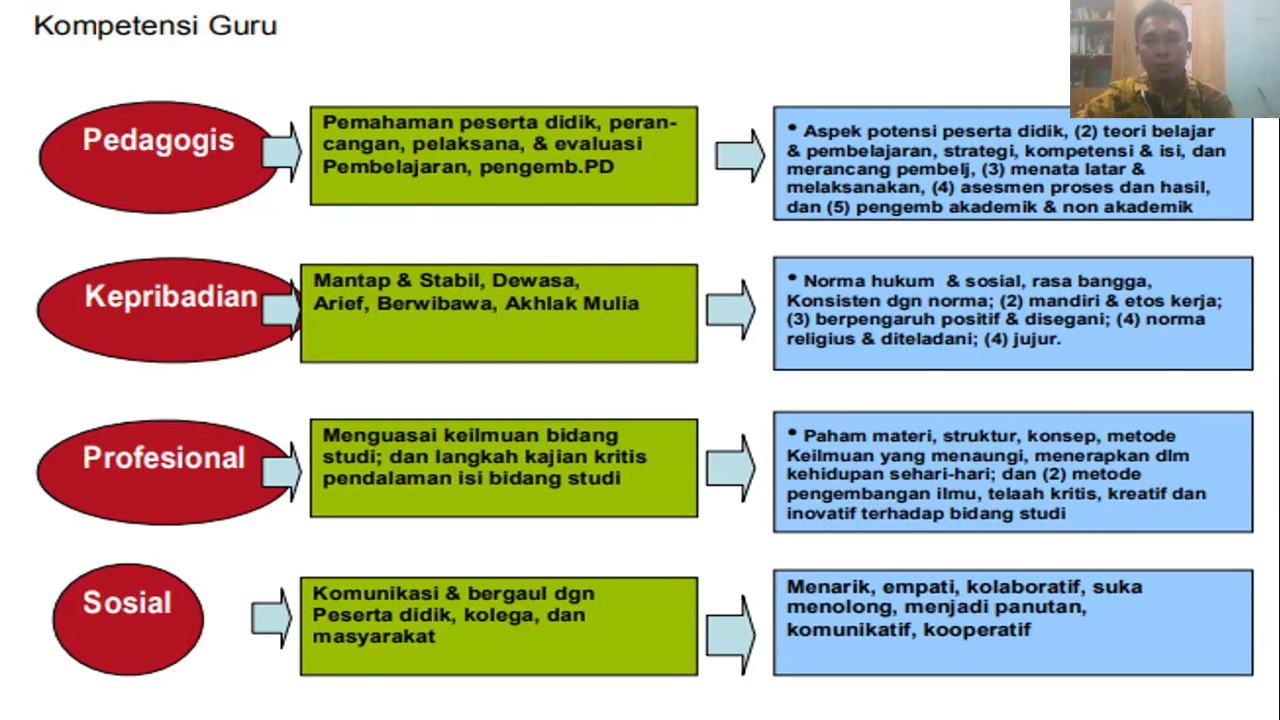 Kompetensi Guru
Pedagogis
Pemahaman peserta didik, peran-
cangan, pelaksana, & evaluasi
Pembelajaran, pengemb.PD
• Aspek potensi peserta didik, (2) teori belajar
& pembelajaran, strategi, kompetensi & isi, dan
merancang pembelj, (3) menata latar &
melaksanakan, (4) asesmen proses dan hasil,
dan (5) pengemb akademik & non akademik
Kepribadian
Mantap & Stabil, Dewasa,
Arief, Berwibawa, Akhlak Mulia
• Norma hukum & sosial, rasa bangga,
Konsisten dgn norma; (2) mandiri & etos kerja;
(3) berpengaruh positif & disegani; (4) norma
religius & diteladani; (4) jujur.
Profesional
Menguasai keilmuan bidang
studi; dan langkah kajian kritis
pendalaman isi bidang studi
• Paham materi, struktur, konsep, metode
Keilmuan yang menaungi, menerapkan dlm
kehidupan sehari-hari; dan (2) metode
pengembangan ilmu, telaah kritis, kreatif dan
inovatif terhadap bidang studi
Sosial
Komunikasi & bergaul dgn
Peserta didik, kolega, dan
masyarakat
Menarik, empati, kolaboratif, suka
menolong, menjadi panutan,
komunikatif, kooperatif